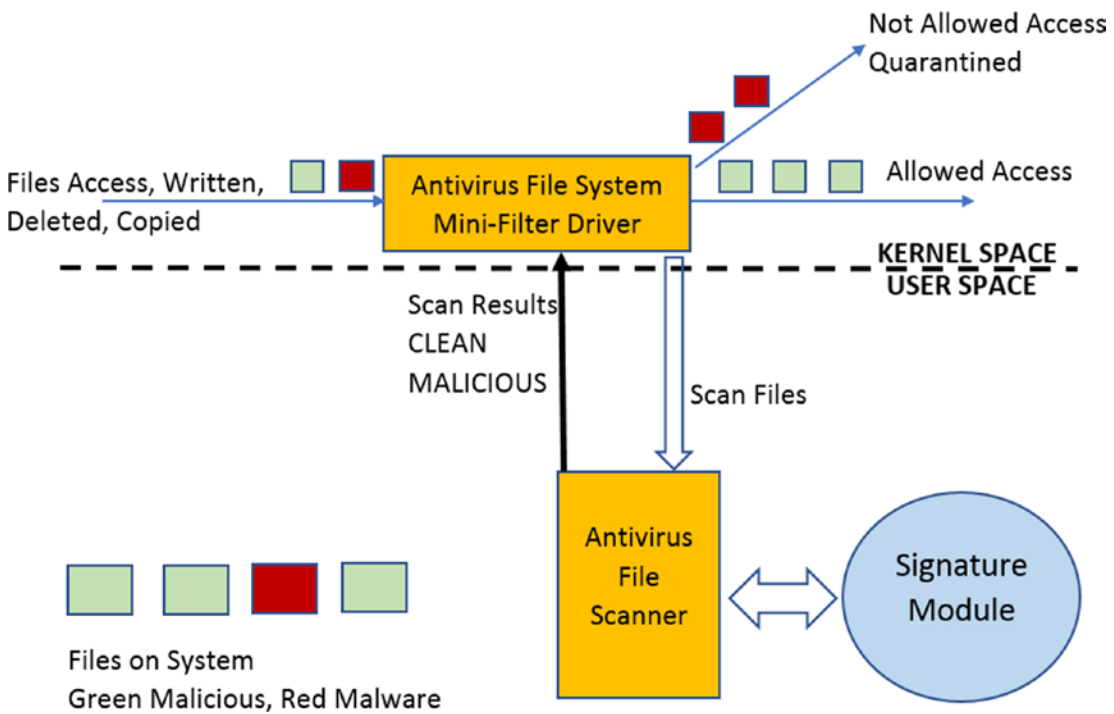 Not Allowed Access
Quarantined
Files Access, Written,
Deleted, Copied
Antivirus File System
Mini-Filter Driver
Allowed Access
KERNEL SPACE
USER SPACE
Scan Results
CLEAN
MALICIOUS
Scan Files
Antivirus
File
Scanner
Signature
Module
Files on System
Green Malicious, Red Malware